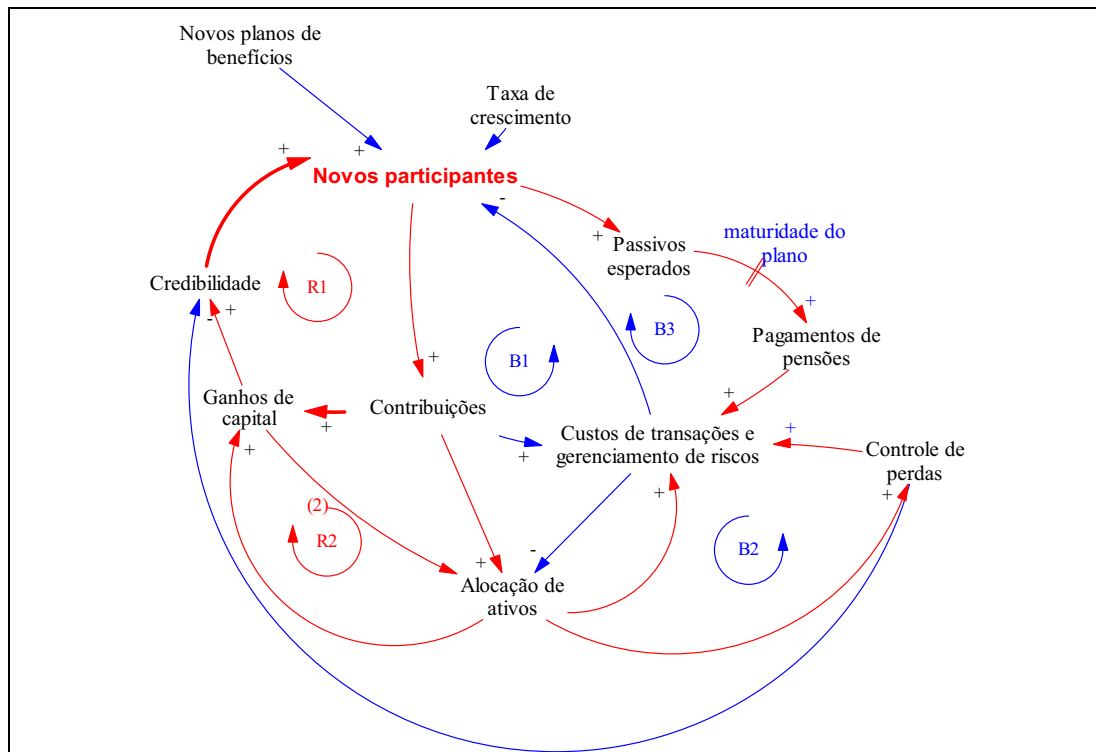 Novos planos de
benefícios
Taxa de
crescimento
+
+
Novos participantes
-
+
Passivos
esperados
maturidade do
plano
Credibilidade
+
-
R1
+
B3
Pagamentos de
pensões
B1
+
+
Ganhos de
capital
+
Contribuições
+
Custos de transações e
gerenciamento de riscos
+
+
Controle de
perdas
+
+
+
(2)
R2
B2
+
-
Alocação de
ativos